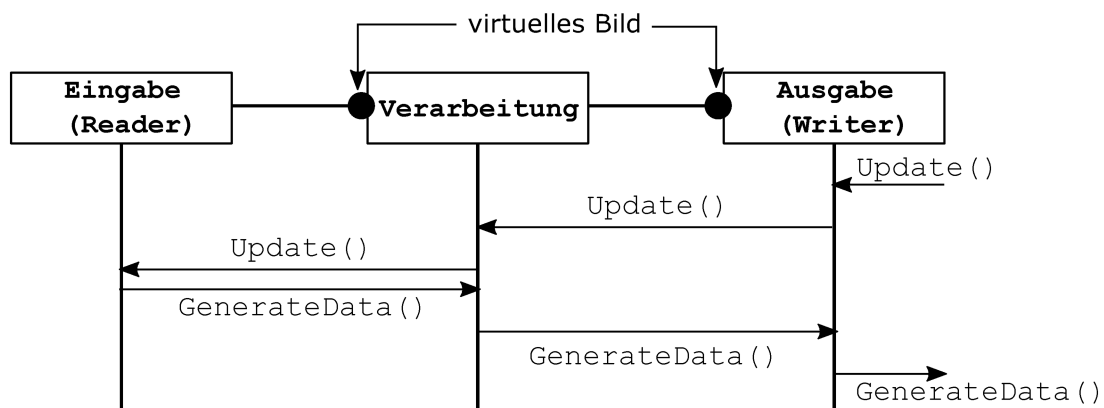 virtuelles Bild
Eingabe
(Reader)
Verarbeitung
Ausgabe
(Writer)
Update()
Update()
Update()
GenerateData()
GenerateData()
GenerateData()